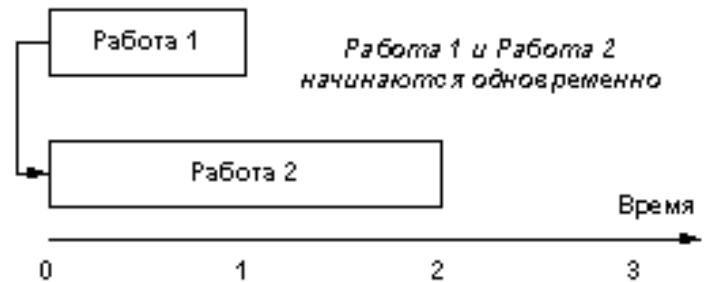 Работа 1
Работа 1 и Работа 2
начинаются одновременно
Работа 2
Время
0 1 2 3